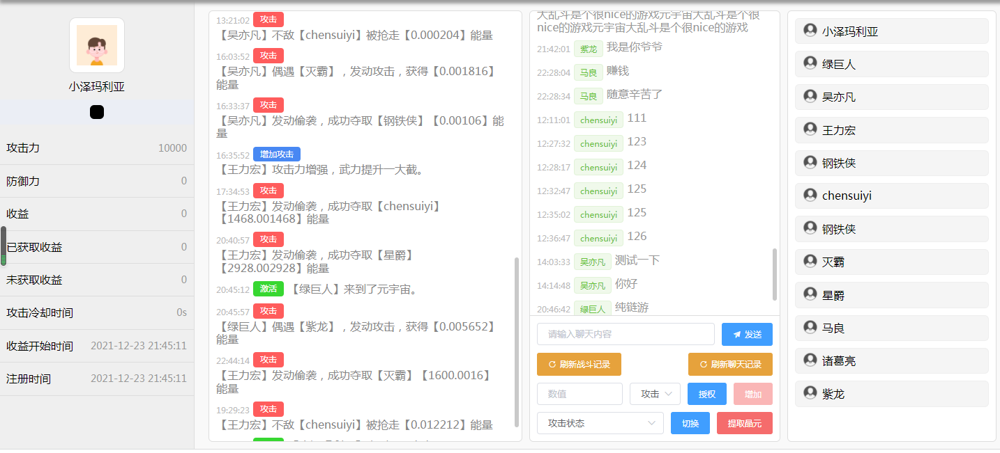 小泽玛利亚
攻击力 10000
防御力 0
收益 0
已获取收益 0
未获取收益 0
攻击冷却时间 0s
收益开始时间 2021-12-23 21:45:11
注册时间 2021-12-23 21:45:11
13:21:02 攻击
【吴亦凡】不敌【chensuiyi】被抢走【0.000204】能量
16:03:52 攻击
【吴亦凡】偶遇【灭霸】，发动攻击，获得【0.001816】
能量
16:33:37 攻击
【吴亦凡】发动偷袭，成功夺取【钢铁侠】【0.00106】能
量
16:35:52 增加攻击
【王力宏】攻击力增强，武力提升一大截。
17:34:53 攻击
【王力宏】发动偷袭，成功夺取【chensuiyi】
【1468.001468】能量
20:40:57 攻击
【王力宏】发动偷袭，成功夺取【星爵】
【2928.002928】能量
20:45:12 激活 【绿巨人】来到了元宇宙。
20:45:57 攻击
【绿巨人】偶遇【紫龙】，发动攻击，获得【0.005652】
能量
22:44:14 攻击
【王力宏】发动偷袭，成功夺取【灭霸】【1600.0016】
能量
19:29:23 攻击
【王力宏】不敌【chensuiyi】被抢走【0.012212】能量
大乱斗是个很nice的游戏元宇宙大乱斗是个很
nice的游戏元宇宙大乱斗是个很nice的游戏
21:42:01 紫龙 我是你爷爷
22:28:04 马良 赚钱
22:28:34 马良 随意辛苦了
12:11:01 chensuiyi 111
12:27:32 chensuiyi 123
12:28:17 chensuiyi 124
12:32:47 chensuiyi 125
12:35:02 chensuiyi 125
12:36:47 chensuiyi 126
14:03:33 吴亦凡 测试一下
14:14:48 吴亦凡 你好
20:46:42 绿巨人 纯链游
请输入聊天内容 发送
刷新战斗记录 刷新聊天记录
数值 攻击 授权 增加
攻击状态 切换 提取晶元
小泽玛利亚
绿巨人
吴亦凡
王力宏
钢铁侠
chensuiyi
钢铁侠
灭霸
星爵
马良
诸葛亮
紫龙